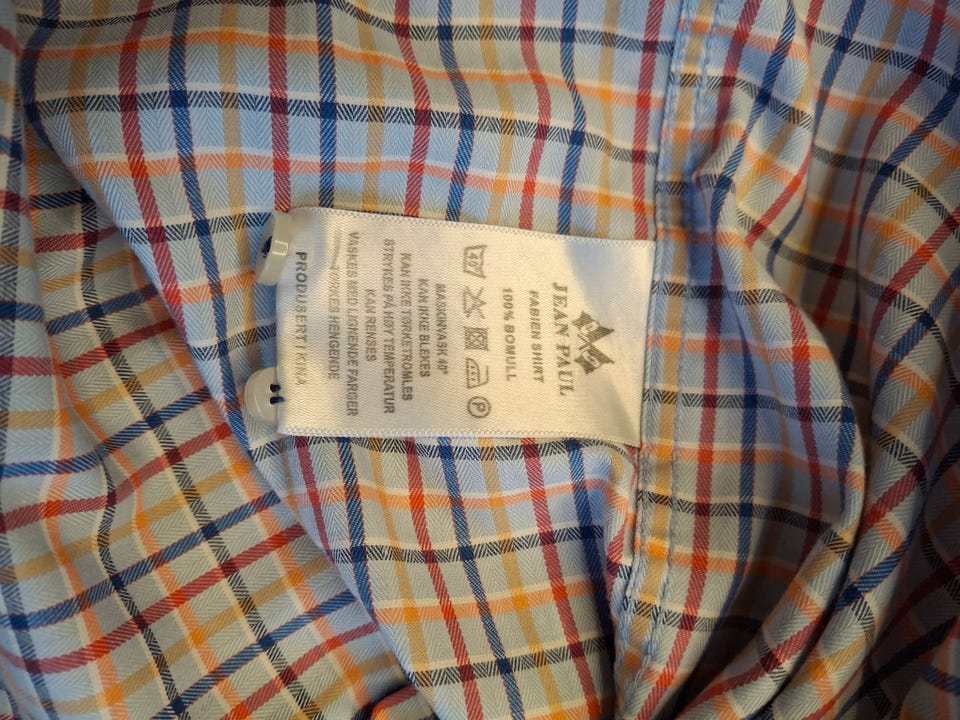 JEAN PAUL
FABIEN SHIRT
100% BOMULL
40
P
MASKINVASK 40°
KAN IKKE BLEKES
KAN IKKE TØRKETROMLES
STRYKES PÅ HØY TEMPERATUR
KAN RENSES
VASKES MED LIGNENDE FARGER
TØRKES HENGENDE
PRODUSERT I KINA